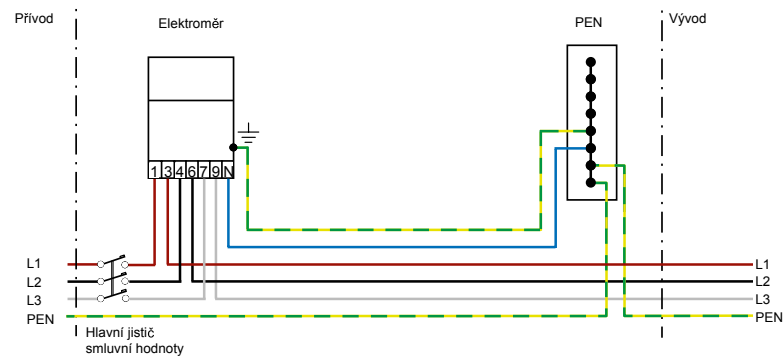 Přívod
Elektroměr
PEN
Vývod
1 3 4 6 7 9 N
L1
L2
L3
PEN
L1
L2
L3
PEN
Hlavní jistič
smluvní hodnoty